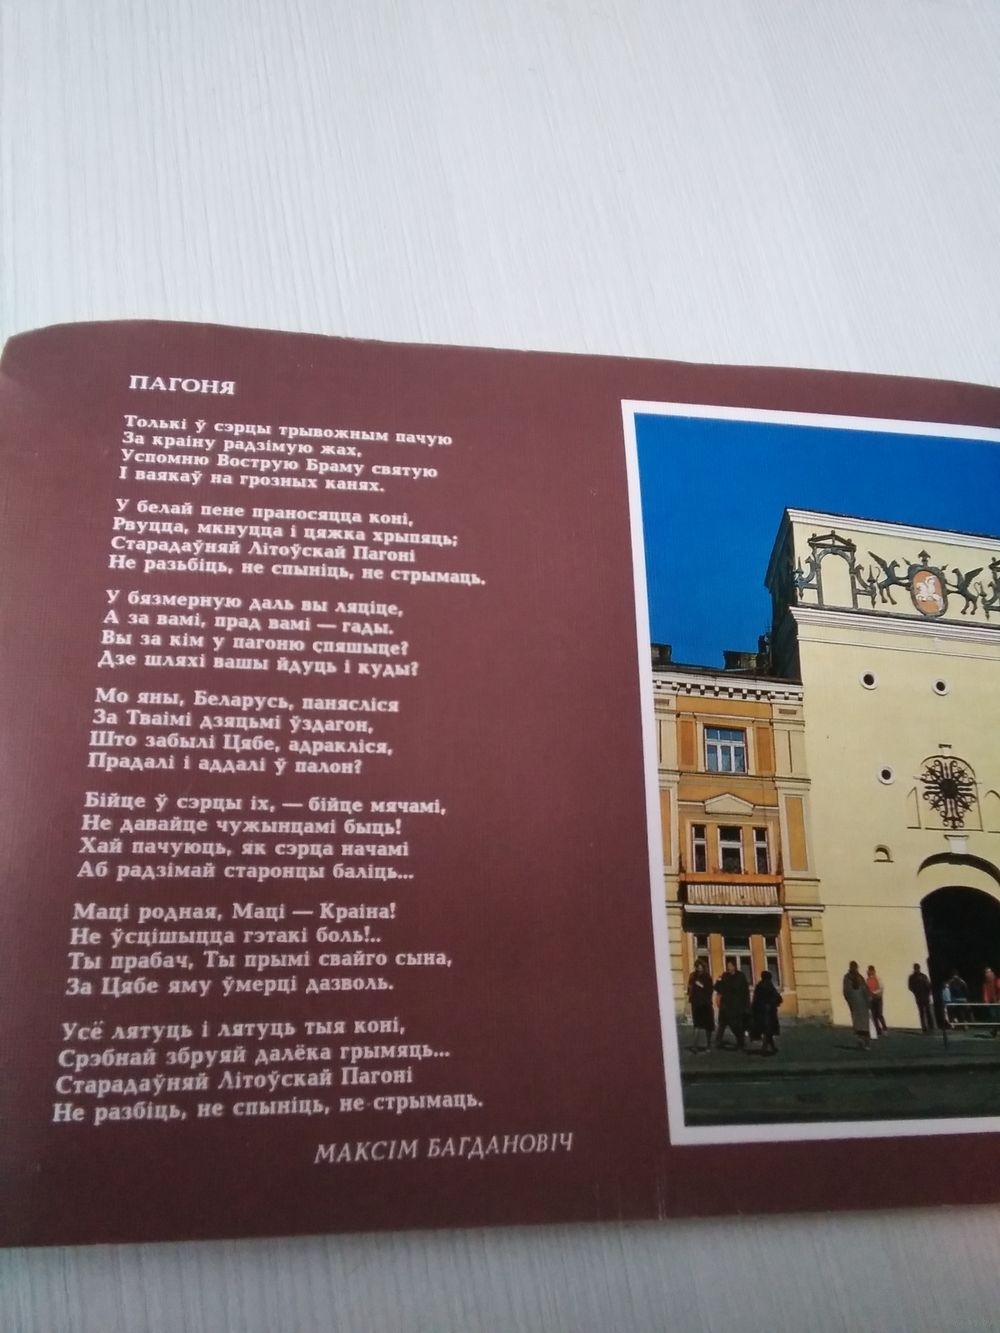 ПАГОНЯ
Толькі ў сэрцы трывожным пачую
За краіну радзімую жах,
Успомню Вострую Браму святую
І ваякаў на грозных канях.
У белай пене праносяцца коні,
Рвуцца, мкнуцца і цяжка хрыпяць;
Старадаўняй Літоўскай Пагоні
Не разьбіць, не спыніць, не стрымаць.
У бязмерную даль вы ляціце,
А за вамі, прад вамі — гады.
Вы за кім у пагоню спяшыце?
Дзе шляхі вашы йдуць і куды?
Мо яны, Беларусь, панясліся
За Тваімі дзяцьмі ўздагон,
Што забылі Цябе, адракліся,
Прадалі і аддалі ў палон?
Бійце ў сэрцы іх, — бійце мячамі,
Не давайце чужынцамі быць!
Хай пачуюць, як сэрца начамі
Аб радзімай старонцы баліць...
Маці родная, Маці — Краіна!
Не ўсцішыцца гэтакі боль!..
Ты прабач, Ты прымі свайго сына,
За Цябе яму ўмерці дазволь.
Усё лятуць і лятуць тыя коні,
Срэбнай збруяй далёка грымяць...
Старадаўняй Літоўскай Пагоні
Не разбіць, не спыніць, не стрымаць.
МАКСІМ БАГДАНОВІЧ